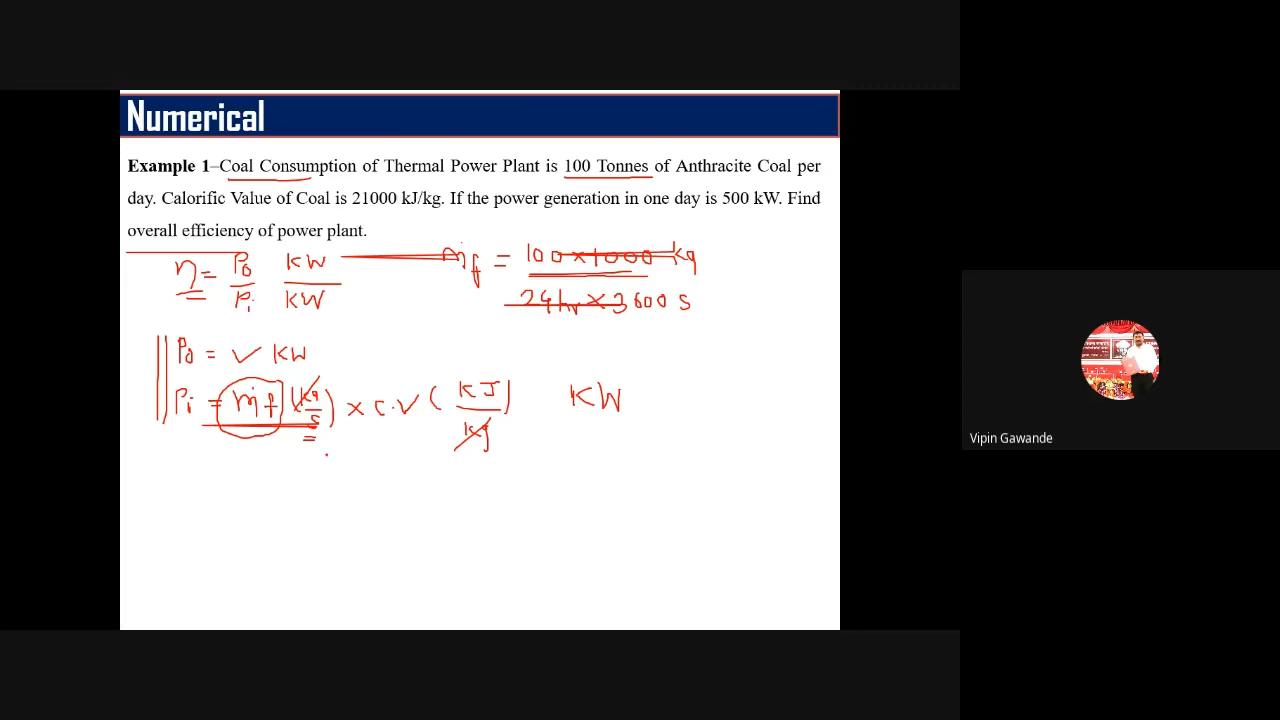 Numerical
Example 1–Coal Consumption of Thermal Power Plant is 100 Tonnes of Anthracite Coal per
day. Calorific Value of Coal is 21000 kJ/kg. If the power generation in one day is 500 kW. Find
overall efficiency of power plant.
η = Po / Pi KW / KW
ṁf = 100 x 1000 kg / 24 hr x 3600 s
Po = ✓ KW
Pi = ṁf (kg / s) x C.V (KJ / kg) KW
Vipin Gawande